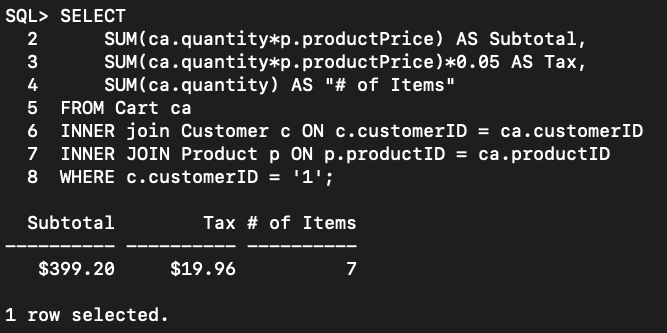 SQL> SELECT
  2      SUM(ca.quantity*p.productPrice) AS Subtotal,
  3      SUM(ca.quantity*p.productPrice)*0.05 AS Tax,
  4      SUM(ca.quantity) AS "# of Items"
  5  FROM Cart ca
  6  INNER join Customer c ON c.customerID = ca.customerID
  7  INNER JOIN Product p ON p.productID = ca.productID
  8  WHERE c.customerID = '1';

  Subtotal        Tax # of Items
---------- ---------- ----------
   $399.20     $19.96          7

1 row selected.